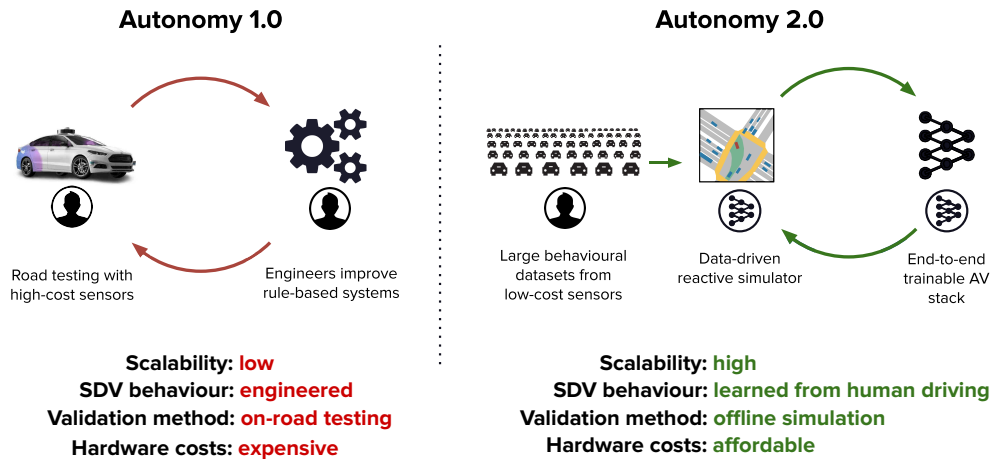 Autonomy 1.0
Road testing with
high-cost sensors
Engineers improve
rule-based systems
Scalability: low
SDV behaviour: engineered
Validation method: on-road testing
Hardware costs: expensive
Autonomy 2.0
Large behavioural
datasets from
low-cost sensors
Data-driven
reactive simulator
End-to-end
trainable AV
stack
Scalability: high
SDV behaviour: learned from human driving
Validation method: offline simulation
Hardware costs: affordable